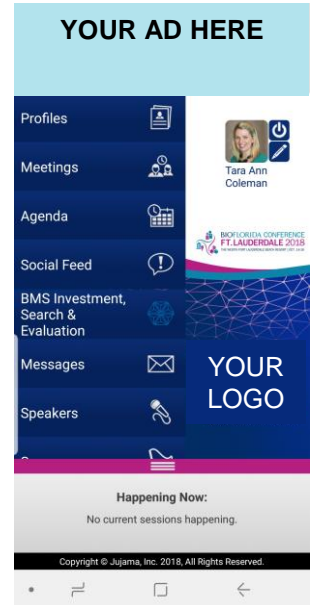 YOUR AD HERE
Profiles
Meetings
Agenda
Social Feed
BMS Investment,
Search &
Evaluation
Messages
Speakers
Tara Ann
Coleman
BIOFLORIDA CONFERENCE
FT. LAUDERDALE 2018
YOUR
LOGO
Happening Now:
No current sessions happening.
Copyright © Jujama, Inc. 2018, All Rights Reserved.